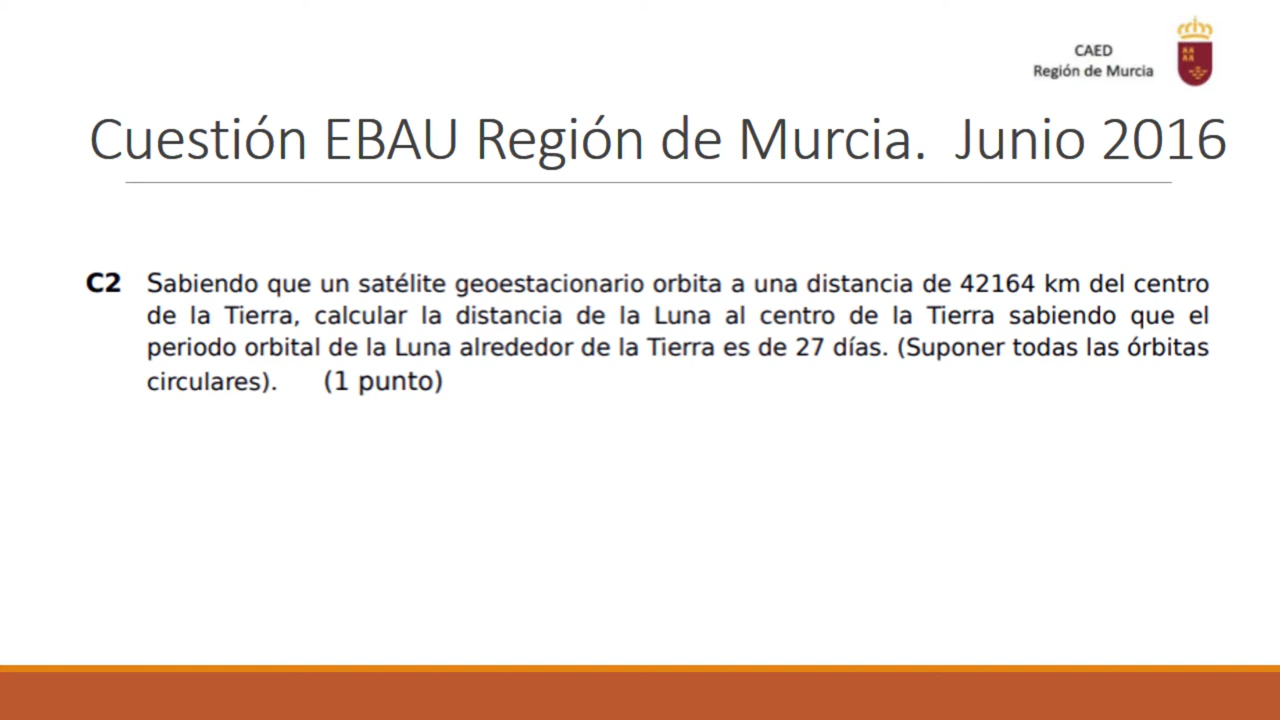 CAED
Región de Murcia
Cuestión EBAU Región de Murcia. Junio 2016
C2 Sabiendo que un satélite geoestacionario orbita a una distancia de 42164 km del centro
de la Tierra, calcular la distancia de la Luna al centro de la Tierra sabiendo que el
periodo orbital de la Luna alrededor de la Tierra es de 27 días. (Suponer todas las órbitas
circulares). (1 punto)